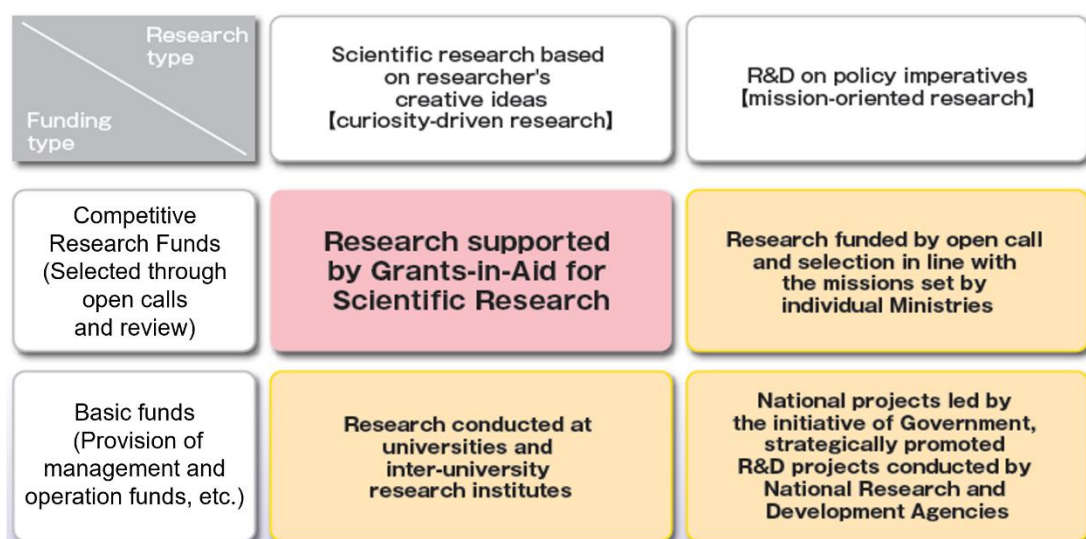 Research
type
Funding
type
Scientific research based
on researcher's
creative ideas
【curiosity-driven research】
R&D on policy imperatives
【mission-oriented research】
Competitive
Research Funds
(Selected through
open calls
and review)
Research supported
by Grants-in-Aid for
Scientific Research
Research funded by open call
and selection in line with
the missions set by
individual Ministries
Basic funds
(Provision of
management and
operation funds, etc.)
Research conducted at
universities and
inter-university
research institutes
National projects led by
the initiative of Government,
strategically promoted
R&D projects conducted by
National Research and
Development Agencies